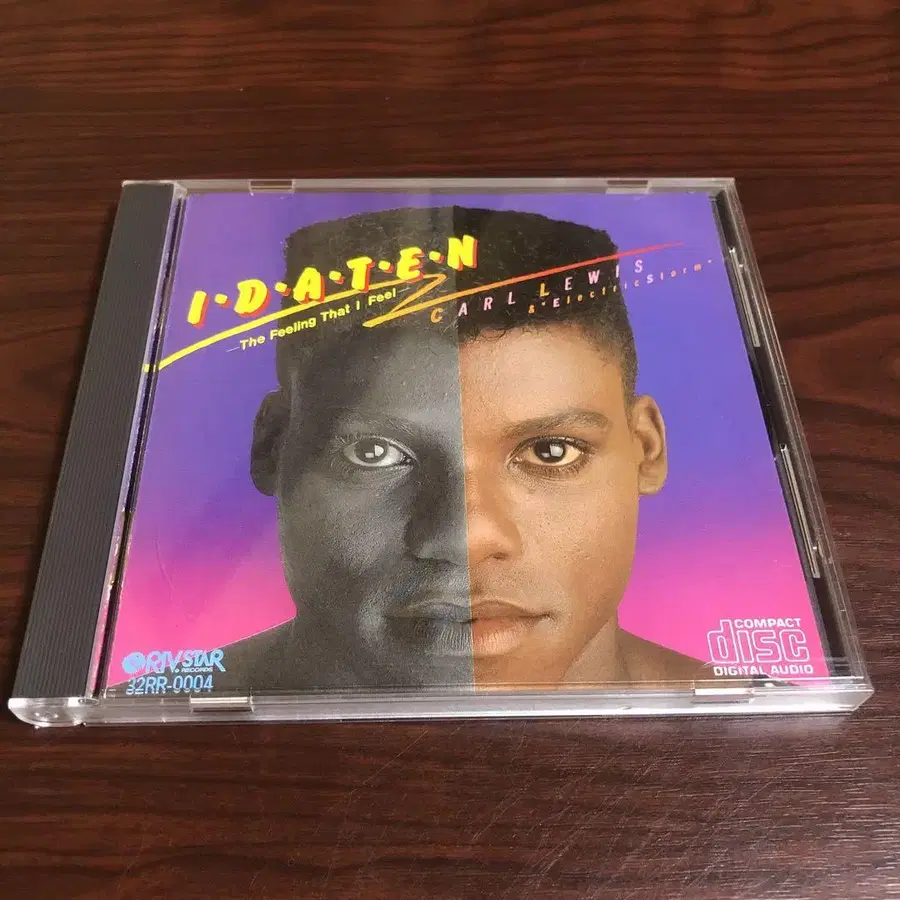 I·D·A·T·E·N
—The Feeling That I Feel—
CARL LEWIS
& "Electric Storm"
RIVSTAR
RECORDS
32RR-0004
COMPACT
disc
DIGITAL AUDIO